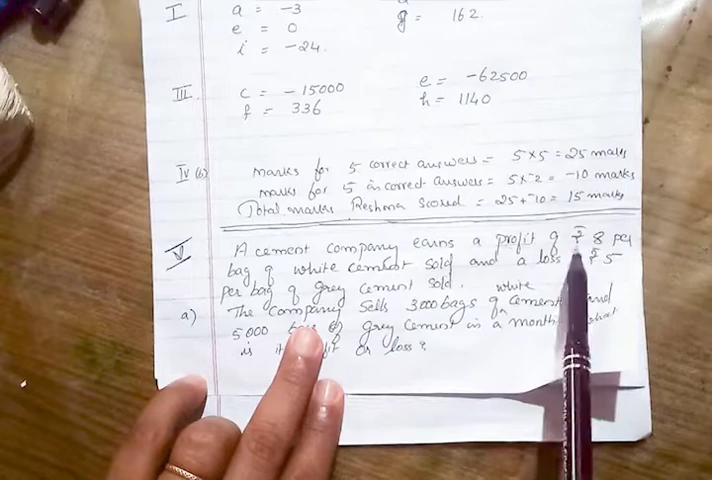 I a = -3
g = 162.
e = 0
i = -24.
III. c = -15000 e = -62500
f = 336 h = 1140
IV (b) marks for 5 correct answers = 5×5 = 25 marks
marks for 5 incorrect answers = 5×-2 = -10 marks
Total marks Reshma scored = 25+-10 = 15 marks
V A cement company earns a profit of ₹ 8 per
bag of white cement sold and a loss ₹ 5
per bag of Grey cement sold.
white
a) The company sells 3000 bags of cement and
5000 of grey cement in a month.
is or loss?